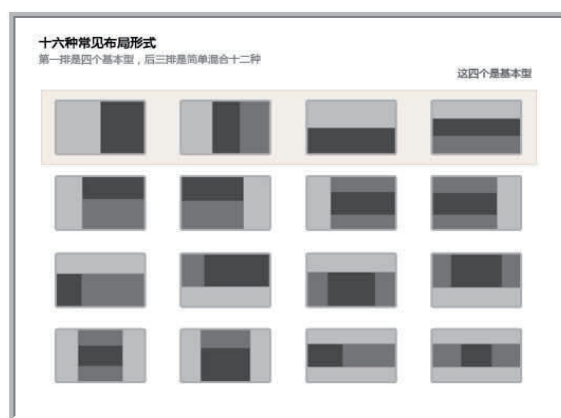 十六种常见布局形式
第一排是四个基本型，后三排是简单混合十二种
这四个是基本型